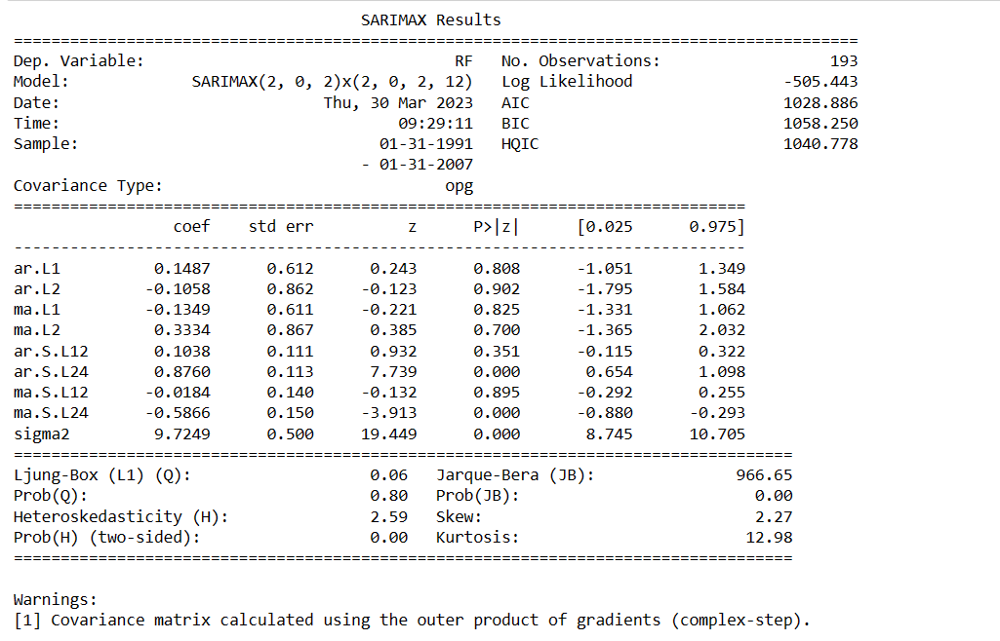 SARIMAX Results
==========================================================================================
Dep. Variable: RF No. Observations: 193
Model: SARIMAX(2, 0, 2)x(2, 0, 2, 12) Log Likelihood -505.443
Date: Thu, 30 Mar 2023 AIC 1028.886
Time: 09:29:11 BIC 1058.250
Sample: 01-31-1991 HQIC 1040.778
- 01-31-2007
Covariance Type: opg
==============================================================================
coef std err z P>|z| [0.025 0.975]
------------------------------------------------------------------------------
ar.L1 0.1487 0.612 0.243 0.808 -1.051 1.349
ar.L2 -0.1058 0.862 -0.123 0.902 -1.795 1.584
ma.L1 -0.1349 0.611 -0.221 0.825 -1.331 1.062
ma.L2 0.3334 0.867 0.385 0.700 -1.365 2.032
ar.S.L12 0.1038 0.111 0.932 0.351 -0.115 0.322
ar.S.L24 0.8760 0.113 7.739 0.000 0.654 1.098
ma.S.L12 -0.0184 0.140 -0.132 0.895 -0.292 0.255
ma.S.L24 -0.5866 0.150 -3.913 0.000 -0.880 -0.293
sigma2 9.7249 0.500 19.449 0.000 8.745 10.705
===================================================================================
Ljung-Box (L1) (Q): 0.06 Jarque-Bera (JB): 966.65
Prob(Q): 0.80 Prob(JB): 0.00
Heteroskedasticity (H): 2.59 Skew: 2.27
Prob(H) (two-sided): 0.00 Kurtosis: 12.98
===================================================================================
Warnings:
[1] Covariance matrix calculated using the outer product of gradients (complex-step).